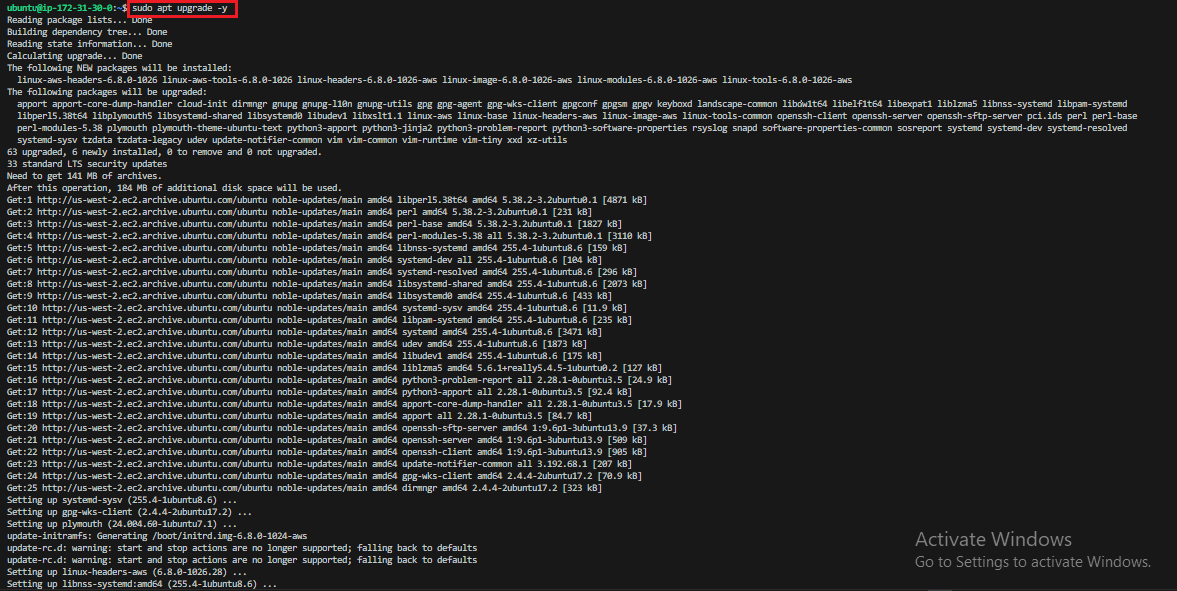 ubuntu@ip-172-31-30-0:~$ sudo apt upgrade -y
Reading package lists... Done
Building dependency tree... Done
Reading state information... Done
Calculating upgrade... Done
The following NEW packages will be installed:
  linux-aws-headers-6.8.0-1026 linux-aws-tools-6.8.0-1026 linux-headers-6.8.0-1026-aws linux-image-6.8.0-1026-aws linux-modules-6.8.0-1026-aws linux-tools-6.8.0-1026-aws
The following packages will be upgraded:
  apport apport-core-dump-handler cloud-init dirmngr gnupg gnupg-l10n gnupg-utils gpg gpg-agent gpg-wks-client gpgconf gpgsm gpgv keyboxd landscape-common libdw1t64 libelf1t64 libexpat1 liblzma5 libnss-systemd libpam-systemd
  libperl5.38t64 libplymouth5 libsystemd-shared libsystemd0 libudev1 libxslt1.1 linux-aws linux-base linux-headers-aws linux-image-aws linux-tools-common openssh-client openssh-server openssh-sftp-server pci.ids perl perl-base
  perl-modules-5.38 plymouth plymouth-theme-ubuntu-text python3-apport python3-jinja2 python3-problem-report python3-software-properties rsyslog snapd software-properties-common sosreport systemd systemd-dev systemd-resolved
  systemd-sysv tzdata tzdata-legacy udev update-notifier-common vim vim-common vim-runtime vim-tiny xxd xz-utils
63 upgraded, 6 newly installed, 0 to remove and 0 not upgraded.
33 standard LTS security updates
Need to get 141 MB of archives.
After this operation, 184 MB of additional disk space will be used.
Get:1 http://us-west-2.ec2.archive.ubuntu.com/ubuntu noble-updates/main amd64 libperl5.38t64 amd64 5.38.2-3.2ubuntu0.1 [4871 kB]
Get:2 http://us-west-2.ec2.archive.ubuntu.com/ubuntu noble-updates/main amd64 perl amd64 5.38.2-3.2ubuntu0.1 [231 kB]
Get:3 http://us-west-2.ec2.archive.ubuntu.com/ubuntu noble-updates/main amd64 perl-base amd64 5.38.2-3.2ubuntu0.1 [1827 kB]
Get:4 http://us-west-2.ec2.archive.ubuntu.com/ubuntu noble-updates/main amd64 perl-modules-5.38 all 5.38.2-3.2ubuntu0.1 [3110 kB]
Get:5 http://us-west-2.ec2.archive.ubuntu.com/ubuntu noble-updates/main amd64 libnss-systemd amd64 255.4-1ubuntu8.6 [159 kB]
Get:6 http://us-west-2.ec2.archive.ubuntu.com/ubuntu noble-updates/main amd64 systemd-dev all 255.4-1ubuntu8.6 [104 kB]
Get:7 http://us-west-2.ec2.archive.ubuntu.com/ubuntu noble-updates/main amd64 systemd-resolved amd64 255.4-1ubuntu8.6 [296 kB]
Get:8 http://us-west-2.ec2.archive.ubuntu.com/ubuntu noble-updates/main amd64 libsystemd-shared amd64 255.4-1ubuntu8.6 [2073 kB]
Get:9 http://us-west-2.ec2.archive.ubuntu.com/ubuntu noble-updates/main amd64 libsystemd0 amd64 255.4-1ubuntu8.6 [433 kB]
Get:10 http://us-west-2.ec2.archive.ubuntu.com/ubuntu noble-updates/main amd64 systemd-sysv amd64 255.4-1ubuntu8.6 [11.9 kB]
Get:11 http://us-west-2.ec2.archive.ubuntu.com/ubuntu noble-updates/main amd64 libpam-systemd amd64 255.4-1ubuntu8.6 [235 kB]
Get:12 http://us-west-2.ec2.archive.ubuntu.com/ubuntu noble-updates/main amd64 systemd amd64 255.4-1ubuntu8.6 [3471 kB]
Get:13 http://us-west-2.ec2.archive.ubuntu.com/ubuntu noble-updates/main amd64 udev amd64 255.4-1ubuntu8.6 [1873 kB]
Get:14 http://us-west-2.ec2.archive.ubuntu.com/ubuntu noble-updates/main amd64 libudev1 amd64 255.4-1ubuntu8.6 [175 kB]
Get:15 http://us-west-2.ec2.archive.ubuntu.com/ubuntu noble-updates/main amd64 liblzma5 amd64 5.6.1+really5.4.5-1ubuntu0.2 [127 kB]
Get:16 http://us-west-2.ec2.archive.ubuntu.com/ubuntu noble-updates/main amd64 python3-problem-report all 2.28.1-0ubuntu3.5 [24.9 kB]
Get:17 http://us-west-2.ec2.archive.ubuntu.com/ubuntu noble-updates/main amd64 python3-apport all 2.28.1-0ubuntu3.5 [92.4 kB]
Get:18 http://us-west-2.ec2.archive.ubuntu.com/ubuntu noble-updates/main amd64 apport-core-dump-handler all 2.28.1-0ubuntu3.5 [17.9 kB]
Get:19 http://us-west-2.ec2.archive.ubuntu.com/ubuntu noble-updates/main amd64 apport all 2.28.1-0ubuntu3.5 [84.7 kB]
Get:20 http://us-west-2.ec2.archive.ubuntu.com/ubuntu noble-updates/main amd64 openssh-sftp-server amd64 1:9.6p1-3ubuntu13.9 [37.3 kB]
Get:21 http://us-west-2.ec2.archive.ubuntu.com/ubuntu noble-updates/main amd64 openssh-server amd64 1:9.6p1-3ubuntu13.9 [509 kB]
Get:22 http://us-west-2.ec2.archive.ubuntu.com/ubuntu noble-updates/main amd64 openssh-client amd64 1:9.6p1-3ubuntu13.9 [905 kB]
Get:23 http://us-west-2.ec2.archive.ubuntu.com/ubuntu noble-updates/main amd64 update-notifier-common all 3.192.68.1 [207 kB]
Get:24 http://us-west-2.ec2.archive.ubuntu.com/ubuntu noble-updates/main amd64 gpg-wks-client amd64 2.4.4-2ubuntu17.2 [70.9 kB]
Get:25 http://us-west-2.ec2.archive.ubuntu.com/ubuntu noble-updates/main amd64 dirmngr amd64 2.4.4-2ubuntu17.2 [323 kB]
Setting up systemd-sysv (255.4-1ubuntu8.6) ...
Setting up gpg-wks-client (2.4.4-2ubuntu17.2) ...
Setting up plymouth (24.004.60-1ubuntu7.1) ...
update-initramfs: Generating /boot/initrd.img-6.8.0-1024-aws
update-rc.d: warning: start and stop actions are no longer supported; falling back to defaults
update-rc.d: warning: start and stop actions are no longer supported; falling back to defaults
Setting up linux-headers-aws (6.8.0-1026.28) ...
Setting up libnss-systemd:amd64 (255.4-1ubuntu8.6) ...
Activate Windows
Go to Settings to activate Windows.